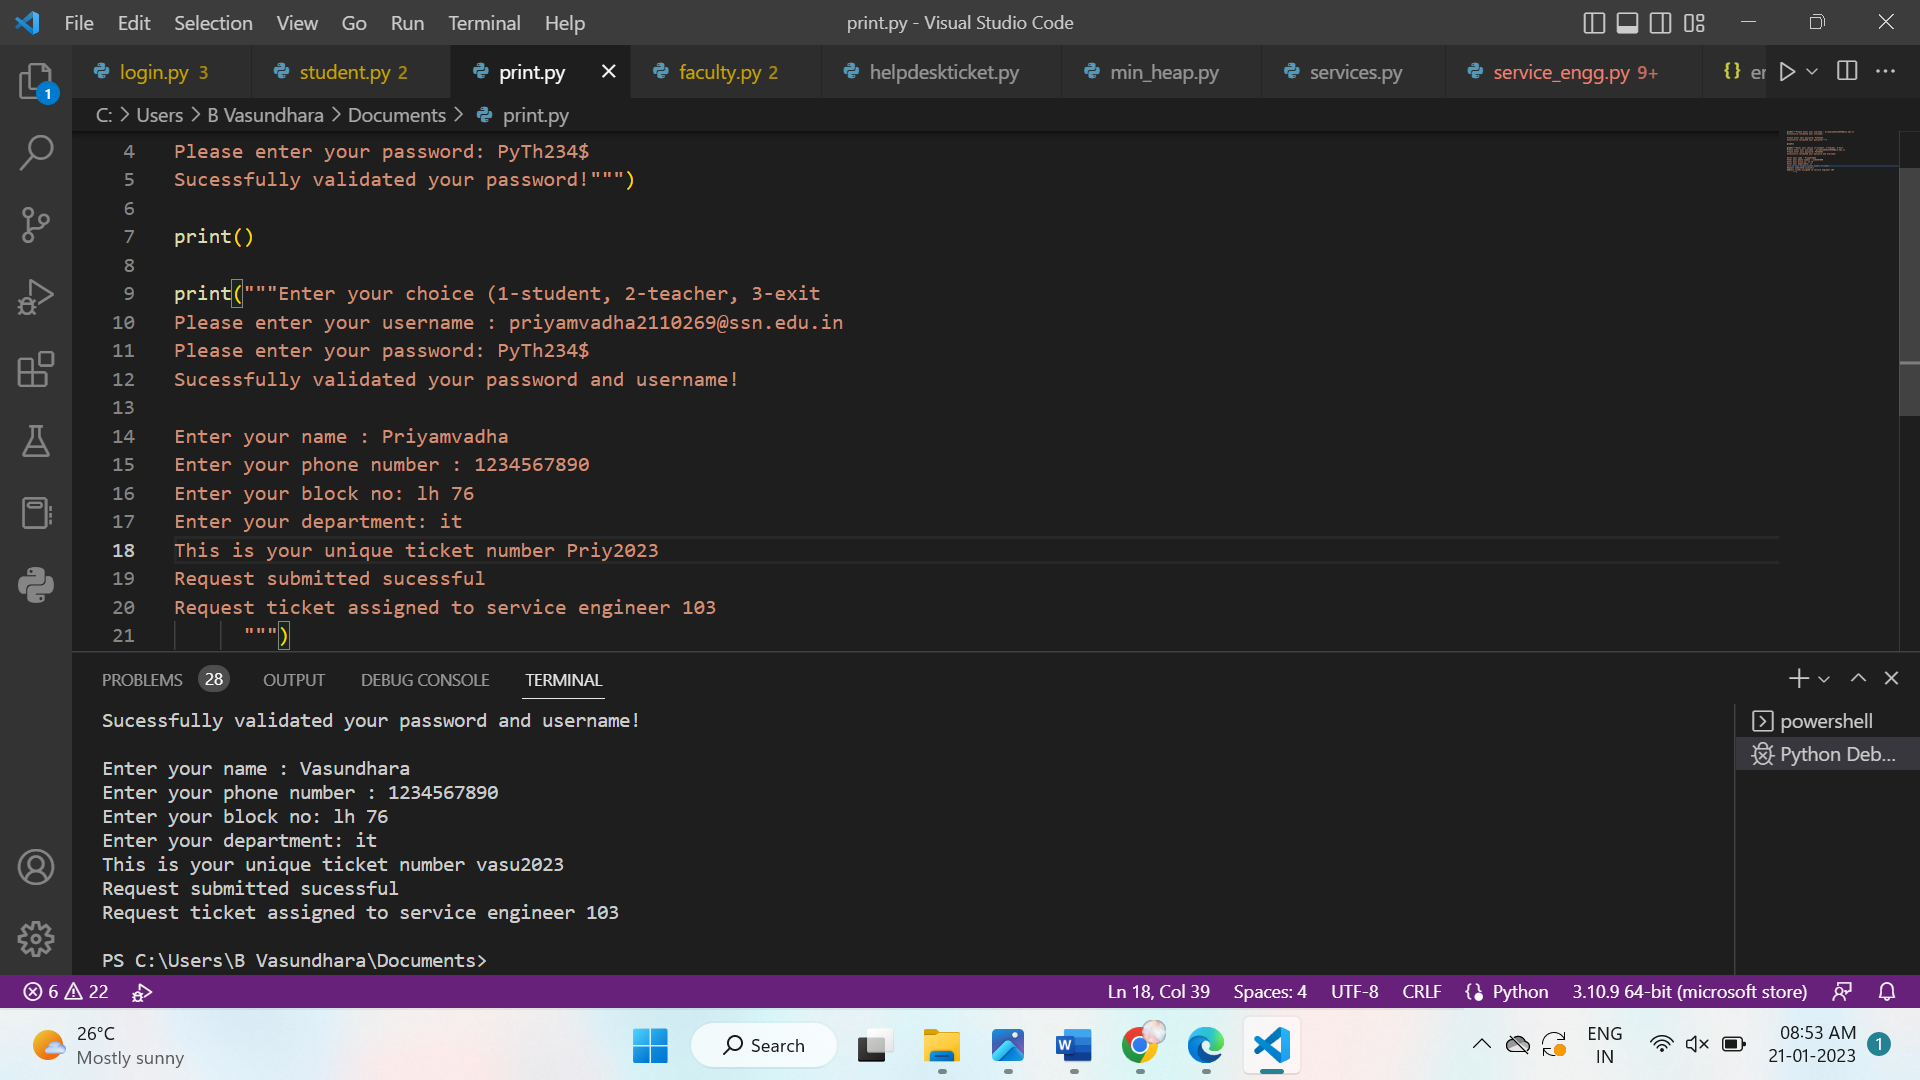 File Edit Selection View Go Run Terminal Help print.py - Visual Studio Code
1
login.py 3 student.py 2 print.py faculty.py 2 helpdeskticket.py min_heap.py services.py service_engg.py 9+ {} er
C: > Users > B Vasundhara > Documents > print.py
4 Please enter your password: PyTh234$
5 Sucessfully validated your password!""")
6
7 print()
8
9 print("""Enter your choice (1-student, 2-teacher, 3-exit
10 Please enter your username : priyamvadha2110269@ssn.edu.in
11 Please enter your password: PyTh234$
12 Sucessfully validated your password and username!
13
14 Enter your name : Priyamvadha
15 Enter your phone number : 1234567890
16 Enter your block no: lh 76
17 Enter your department: it
18 This is your unique ticket number Priy2023
19 Request submitted sucessful
20 Request ticket assigned to service engineer 103
21 """)
PROBLEMS 28 OUTPUT DEBUG CONSOLE TERMINAL
Sucessfully validated your password and username!
Enter your name : Vasundhara
Enter your phone number : 1234567890
Enter your block no: lh 76
Enter your department: it
This is your unique ticket number vasu2023
Request submitted sucessful
Request ticket assigned to service engineer 103
PS C:\Users\B Vasundhara\Documents>
powershell
Python Deb...
6 22 Ln 18, Col 39 Spaces: 4 UTF-8 CRLF Python 3.10.9 64-bit (microsoft store)
26°C
Mostly sunny
Search
ENG
IN
08:53 AM
21-01-2023
1